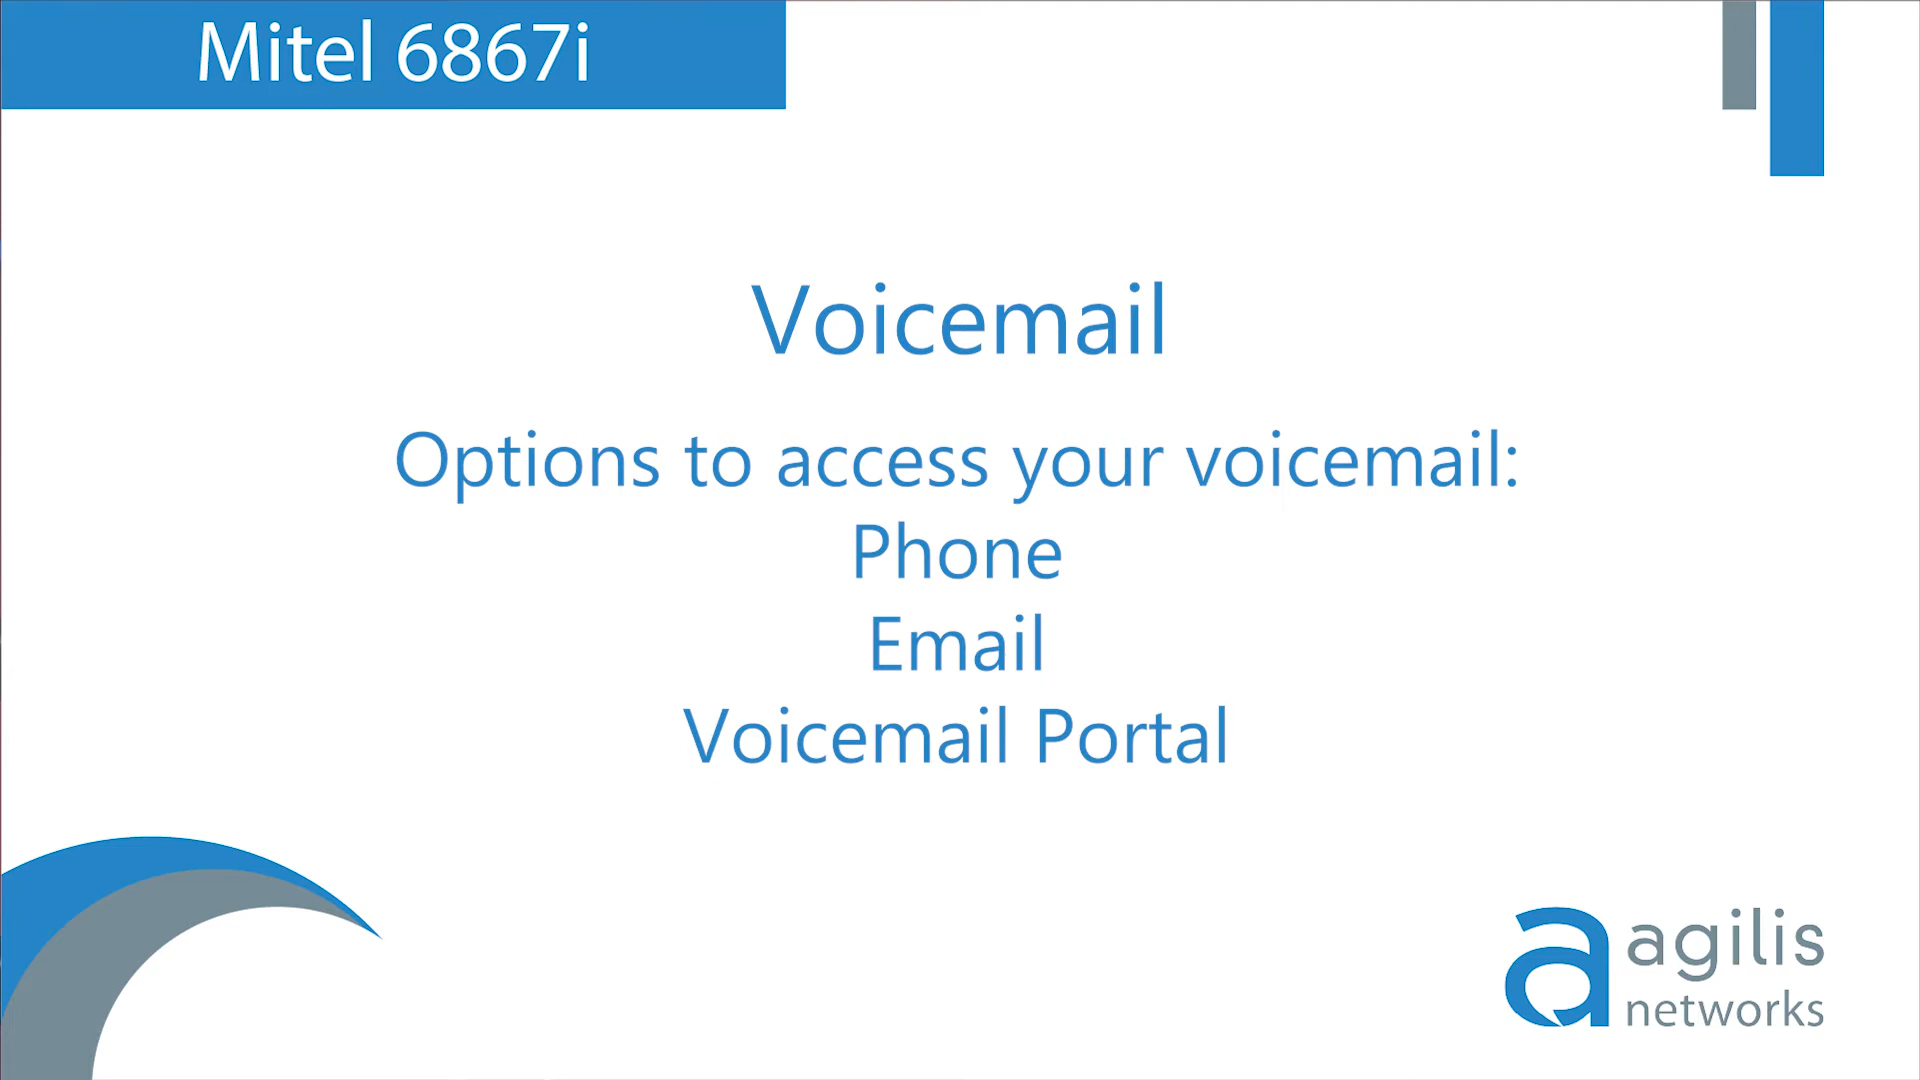 Mitel 6867i
Voicemail
Options to access your voicemail:
Phone
Email
Voicemail Portal
agilis
networks